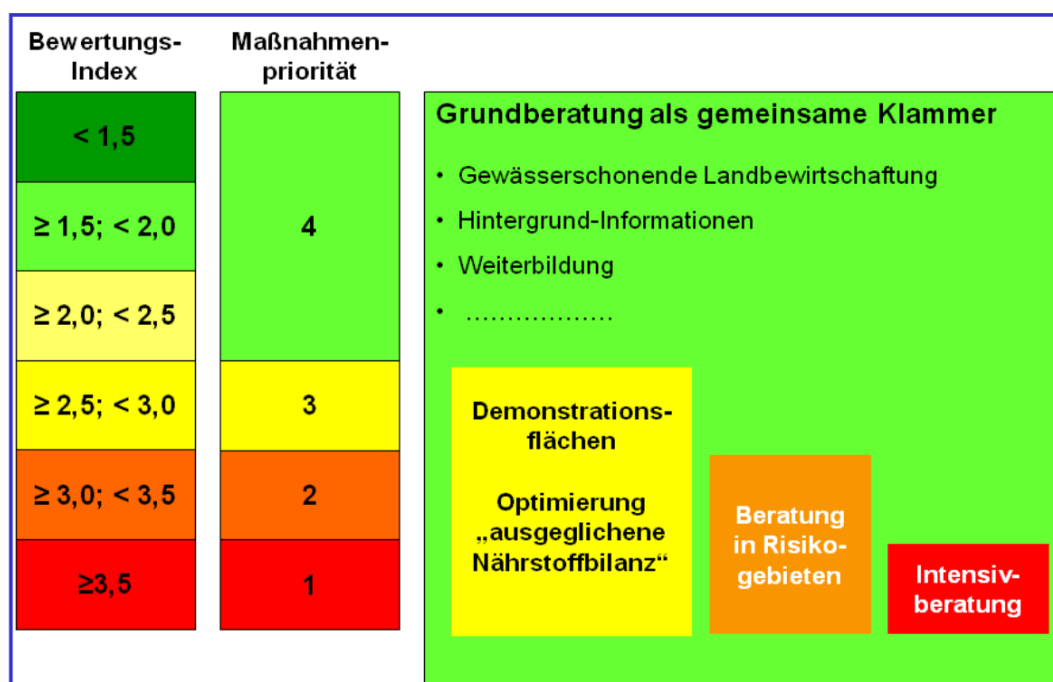 Bewertungs-
Index
Maßnahmen-
priorität
< 1,5
≥ 1,5; < 2,0
≥ 2,0; < 2,5
≥ 2,5; < 3,0
≥ 3,0; < 3,5
≥3,5
4
3
2
1
Grundberatung als gemeinsame Klammer
• Gewässerschonende Landbewirtschaftung
• Hintergrund-Informationen
• Weiterbildung
• ..................
Demonstrations-
flächen
Optimierung
„ausgeglichene
Nährstoffbilanz“
Beratung
in Risiko-
gebieten
Intensiv-
beratung